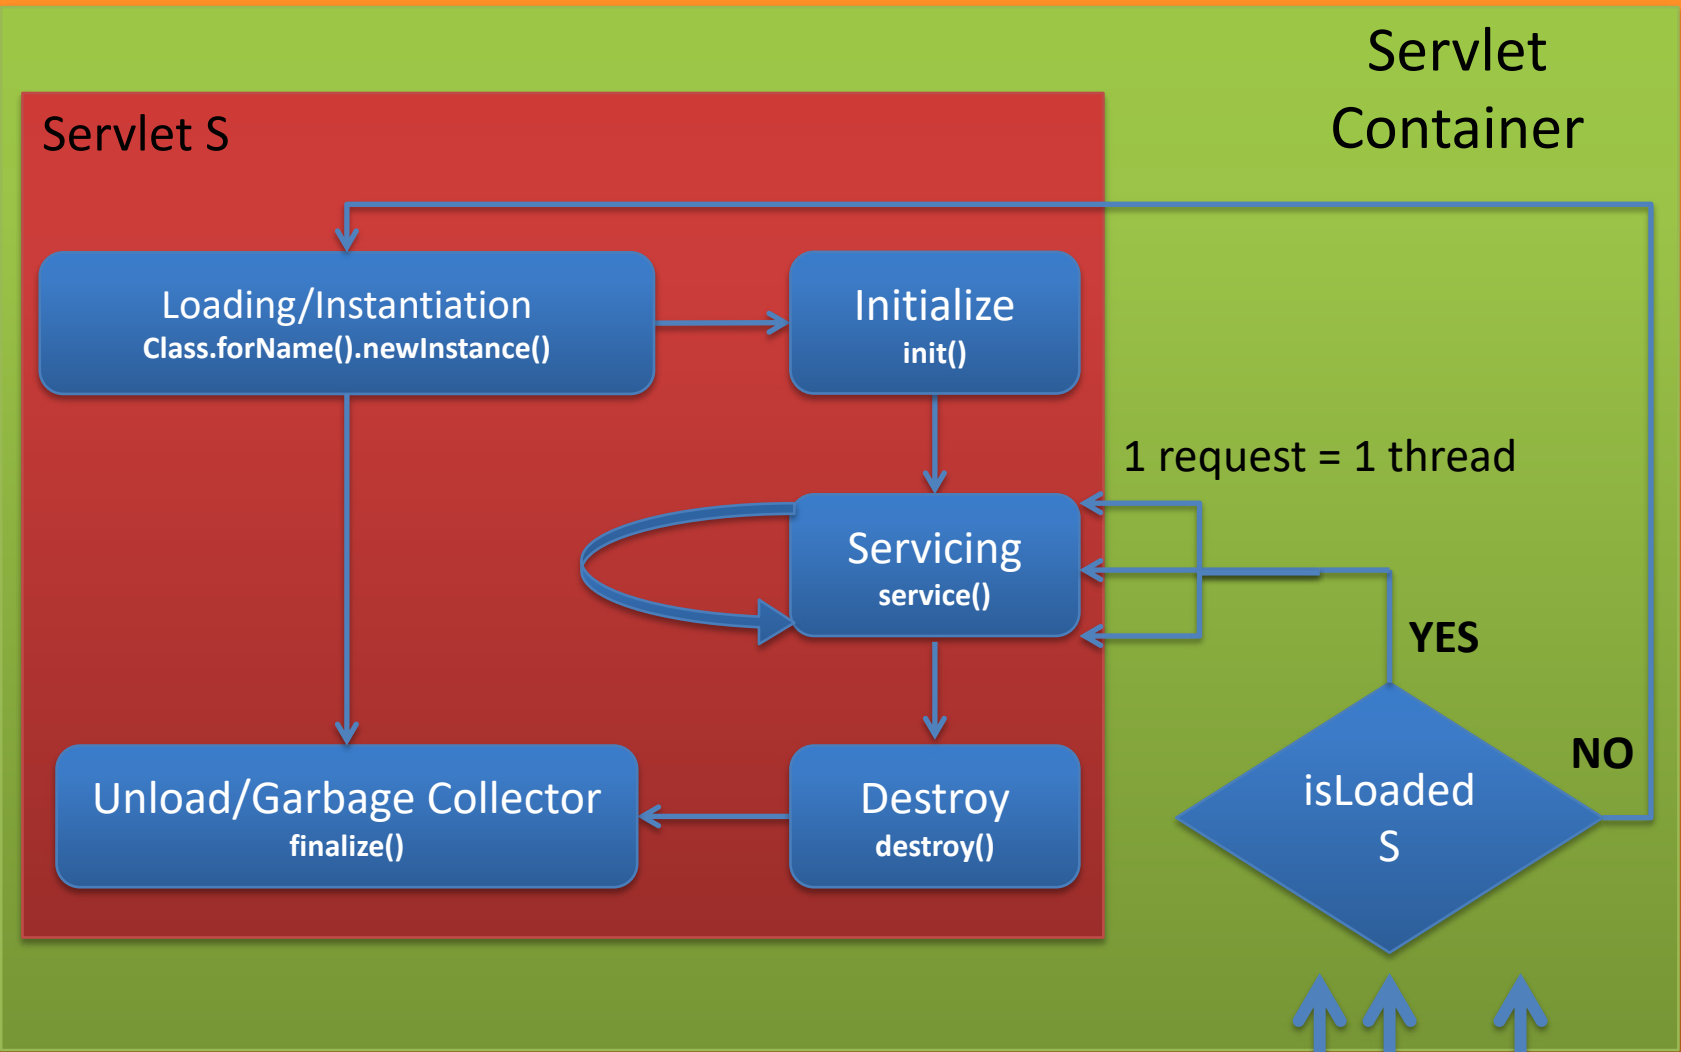 Servlet
Container
Servlet S
Loading/Instantiation
Class.forName().newInstance()
Initialize
init()
1 request = 1 thread
Servicing
service()
YES
NO
Unload/Garbage Collector
finalize()
Destroy
destroy()
isLoaded
S